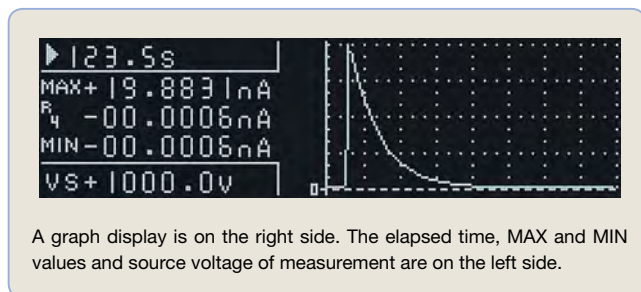 ▶123.5s
MAX+19.8831nA
R4 -00.0006nA
MIN-00.0006nA
VS+1000.0v
0
A graph display is on the right side. The elapsed time, MAX and MIN
values and source voltage of measurement are on the left side.